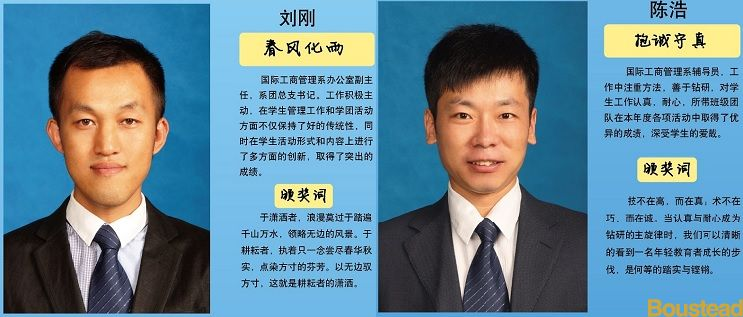 刘刚
春风化雨
国际工商管理系办公室副主
任，系团总支书记。工作积极主
动，在学生管理工作和学团活动
方面不仅保持了好的传统性，同
时在学生活动形式和内容上进行
了多方面的创新，取得了突出的
成绩。
颁奖词
于潇洒者，浪漫莫过于踏遍
千山万水，领略无边的风景。于
耕耘者，执着只一念尝尽春华秋
实，点染方寸的芬芳。以无边驭
方寸，这就是耕耘者的潇洒。
陈浩
抱诚守真
国际工商管理系辅导员，工
作中注重方法，善于钻研，对学
生工作认真，耐心，所带班级团
队在本年度各项活动中取得了优
异的成绩，深受学生的爱戴。
颁奖词
技不在高，而在真；术不在
巧，而在诚。当认真与耐心成为
钻研的主旋律时，我们可以清晰
的看到一名年轻教育者成长的步
伐，是何等的踏实与铿锵。
Boustead